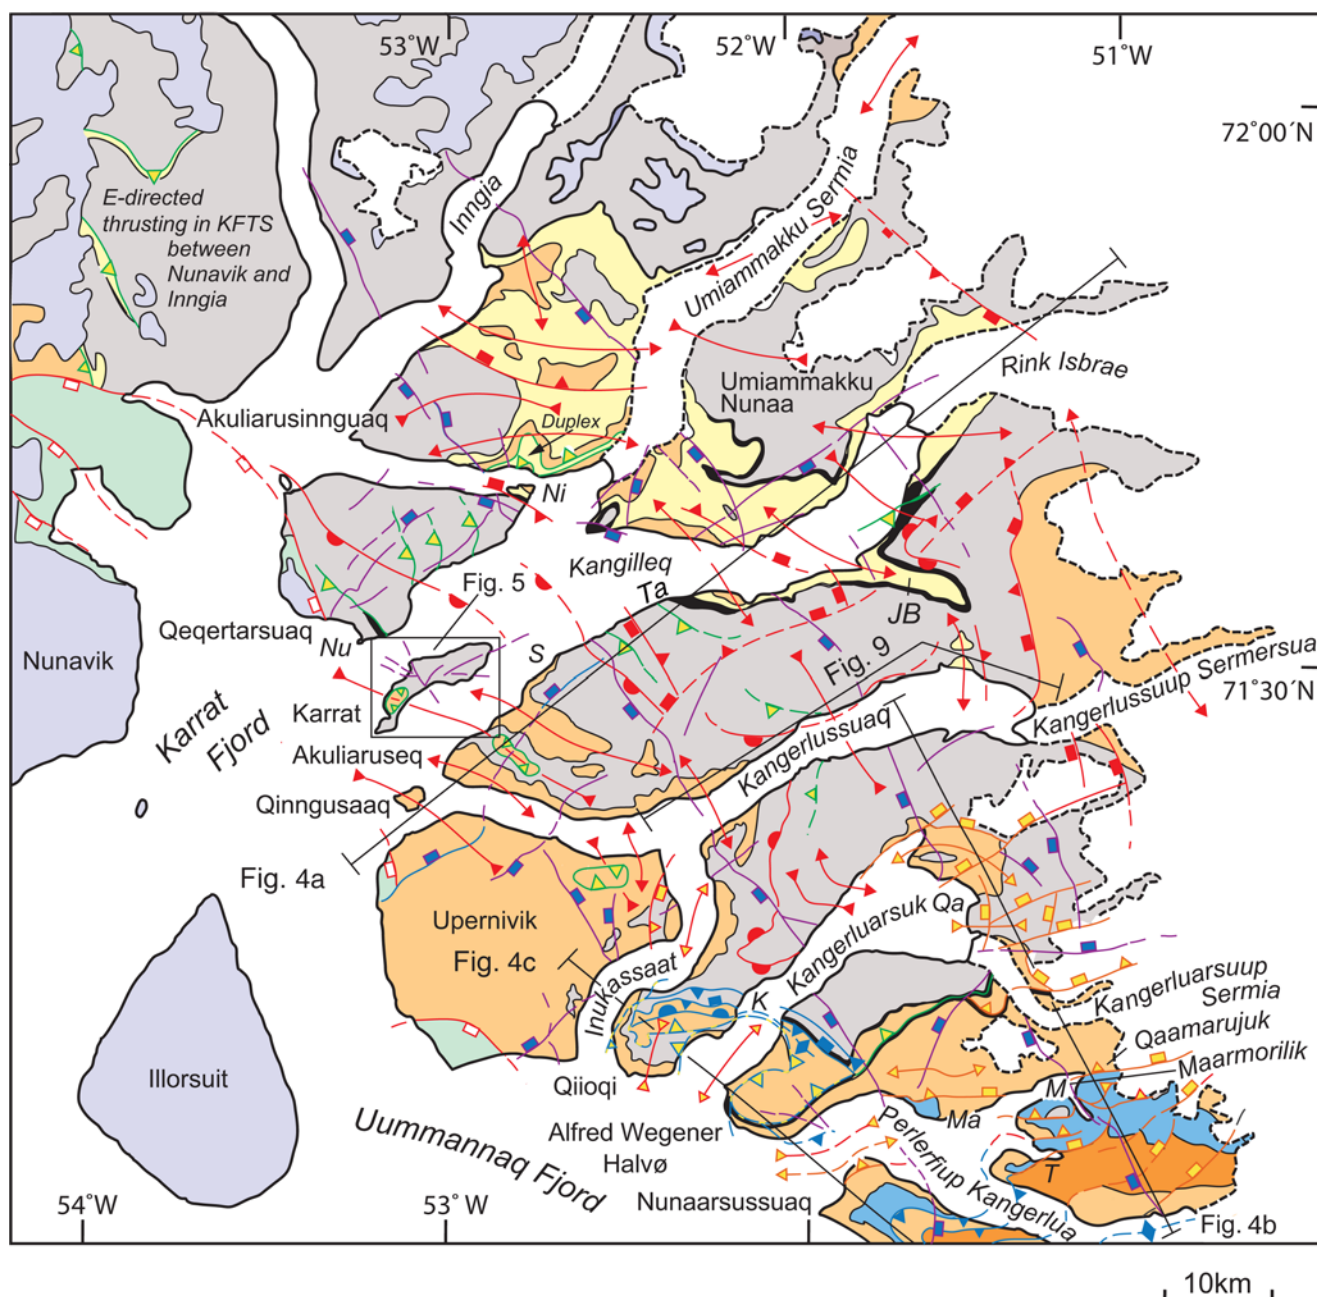 53°W
52°W
51°W
72°00´N
E-directed
thrusting in KFTS
between
Nunavik and
Inngia
Inngia
Umiammakku Sermia
Rink Isbrae
Umiammakku
Nunaa
Akuliarusinnguaq
Duplex
Ni
Kangilleq
Fig. 5
Ta
JB
Qeqertarsuaq
Nu
S
Fig. 9
Nunavik
Kangerlussuup Sermersua
71°30´N
Karrat
Karrat
Fjord
Akuliaruseq
Kangerlussuaq
Qinngusaaq
Fig. 4a
Upernivik
Fig. 4c
Kangerluarsuk
Qa
Inukassaat
K
Kangerluarsuup
Sermia
Qaamarujuk
Maarmorilik
M
Illorsuit
Qiioqi
Ma
Alfred Wegener
Halvø
Perlerfiup Kangerlua
T
Uummannaq Fjord
Nunaarsussuaq
54°W
53°W
Fig. 4b
10km